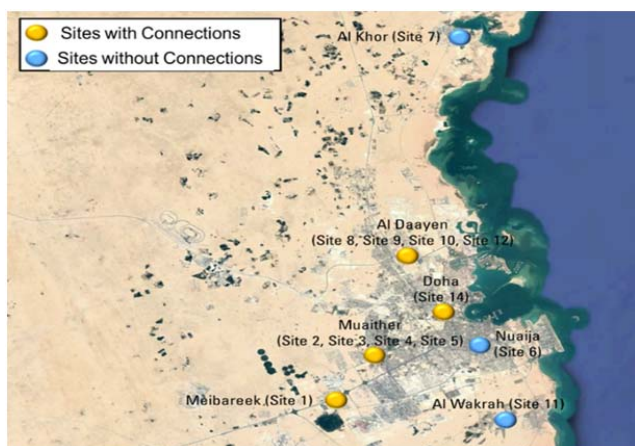 Sites with Connections
Sites without Connections
Al Khor (Site 7)
Al Daayen
(Site 8, Site 9, Site 10, Site 12)
Doha
(Site 14)
Muaither
(Site 2, Site 3, Site 4, Site 5)
Nuaija
(Site 6)
Meibareek (Site 1)
Al Wakrah (Site 11)